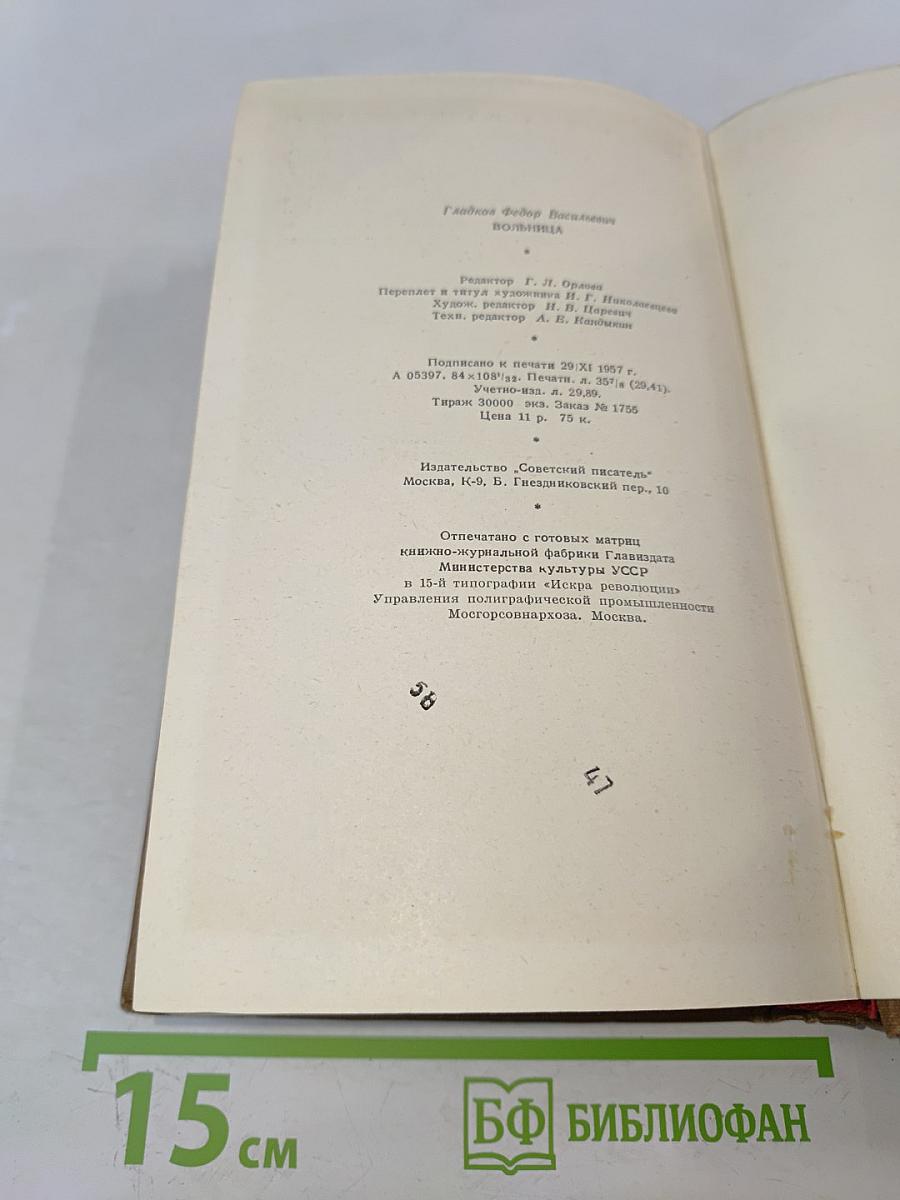 Гладков Федор Васильевич
ВОЛЬНИЦА
*
Редактор Г. Л. Орлова
Переплет и титул художника И. Г. Николаевцева
Худож. редактор Н. В. Царевич
Техн. редактор А. Е. Кандыкин
*
Подписано к печати 29/XI 1957 г.
А 05397. 84×108¹/₃₂. Печатн. л. 35⁷/₈ (29,41).
Учетно-изд. л. 29,89.
Тираж 30000 экз. Заказ № 1755
Цена 11 р. 75 к.
*
Издательство „Советский писатель“
Москва, К-9, Б. Гнездниковский пер., 10
*
Отпечатано с готовых матриц
книжно-журнальной фабрики Главиздата
Министерства культуры УССР
в 15-й типографии «Искра революции»
Управления полиграфической промышленности
Мосгорсовнархоза. Москва.
58
47
15 см
БФ БИБЛИОФАН